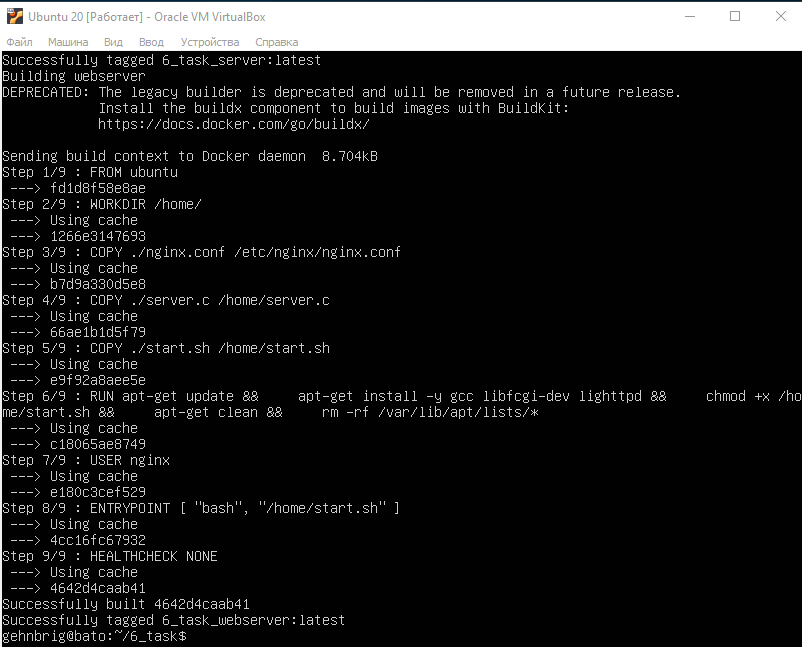 Ubuntu 20 [Работает] - Oracle VM VirtualBox
Файл Машина Вид Ввод Устройства Справка
Successfully tagged 6_task_server:latest
Building webserver
DEPRECATED: The legacy builder is deprecated and will be removed in a future release.
            Install the buildx component to build images with BuildKit:
            https://docs.docker.com/go/buildx/
Sending build context to Docker daemon  8.704kB
Step 1/9 : FROM ubuntu
 ---> fd1d8f58e8ae
Step 2/9 : WORKDIR /home/
 ---> Using cache
 ---> 1266e3147693
Step 3/9 : COPY ./nginx.conf /etc/nginx/nginx.conf
 ---> Using cache
 ---> b7d9a330d5e8
Step 4/9 : COPY ./server.c /home/server.c
 ---> Using cache
 ---> 66ae1b1d5f79
Step 5/9 : COPY ./start.sh /home/start.sh
 ---> Using cache
 ---> e9f92a8aee5e
Step 6/9 : RUN apt-get update &&     apt-get install -y gcc libfcgi-dev lighttpd &&     chmod +x /ho
me/start.sh &&     apt-get clean &&     rm -rf /var/lib/apt/lists/*
 ---> Using cache
 ---> c18065ae8749
Step 7/9 : USER nginx
 ---> Using cache
 ---> e180c3cef529
Step 8/9 : ENTRYPOINT [ "bash", "/home/start.sh" ]
 ---> Using cache
 ---> 4cc16fc67932
Step 9/9 : HEALTHCHECK NONE
 ---> Using cache
 ---> 4642d4caab41
Successfully built 4642d4caab41
Successfully tagged 6_task_webserver:latest
gehnbrig@bato:~/6_task$